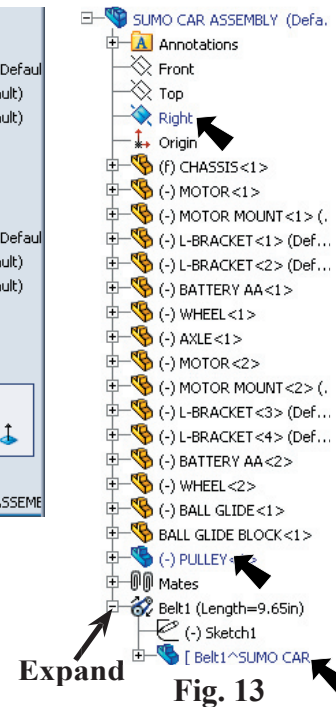 SUMO CAR ASSEMBLY (Defa.
Annotations
Front
Top
Right
Origin
(f) CHASSIS<1>
(-) MOTOR<1>
(-) MOTOR MOUNT<1> (.
(-) L-BRACKET<1> (Def...
(-) L-BRACKET<2> (Def...
(-) BATTERY AA<1>
(-) WHEEL<1>
(-) AXLE<1>
(-) MOTOR<2>
(-) MOTOR MOUNT<2> (.
(-) L-BRACKET<3> (Def...
(-) L-BRACKET<4> (Def...
(-) BATTERY AA<2>
(-) WHEEL<2>
(-) BALL GLIDE<1>
BALL GLIDE BLOCK<1>
(-) PULLEY
Mates
Belt1 (Length=9.65in)
(-) Sketch1
[ Belt1^SUMO CAR
Expand
Fig. 13
Defaul
ult)
ult)
Defaul
ult)
ult)
ASSEME